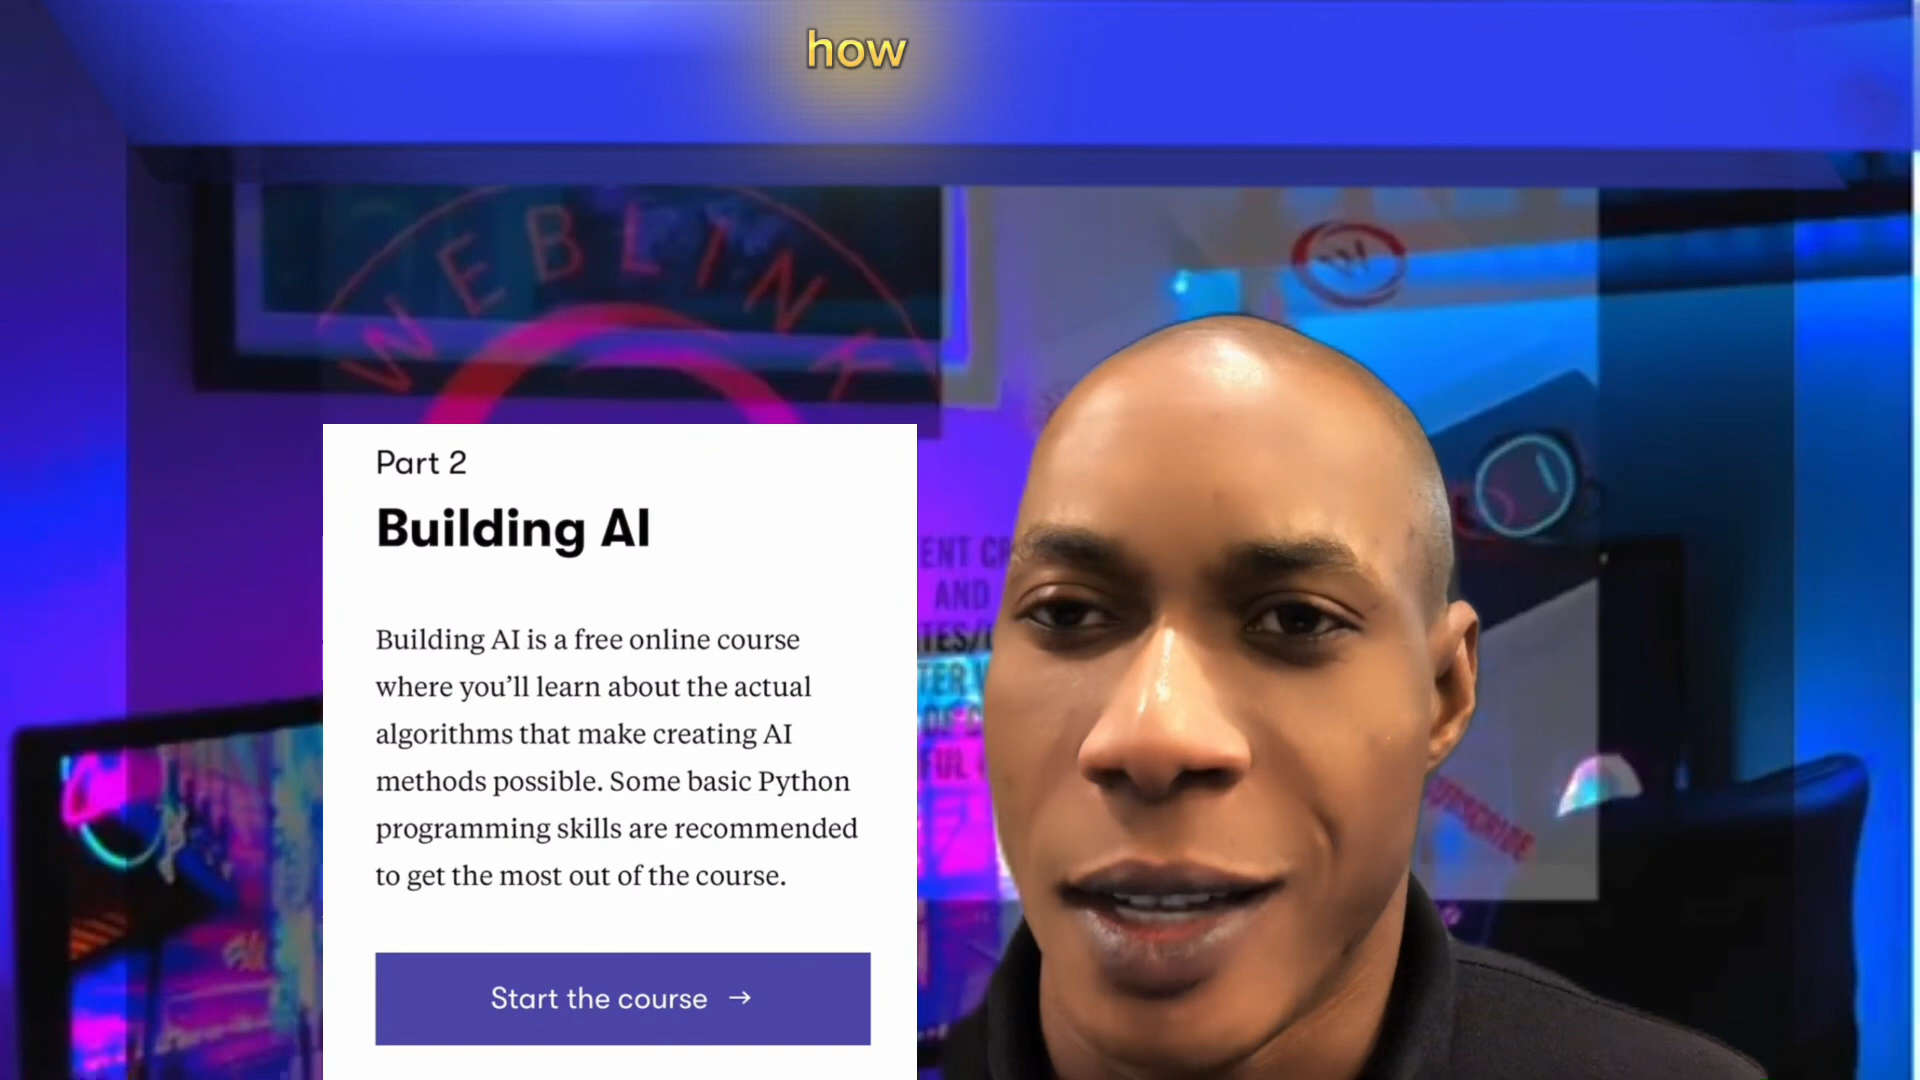 how
WEBLINK
Part 2
Building AI
Building AI is a free online course
where you’ll learn about the actual
algorithms that make creating AI
methods possible. Some basic Python
programming skills are recommended
to get the most out of the course.
Start the course →
AND